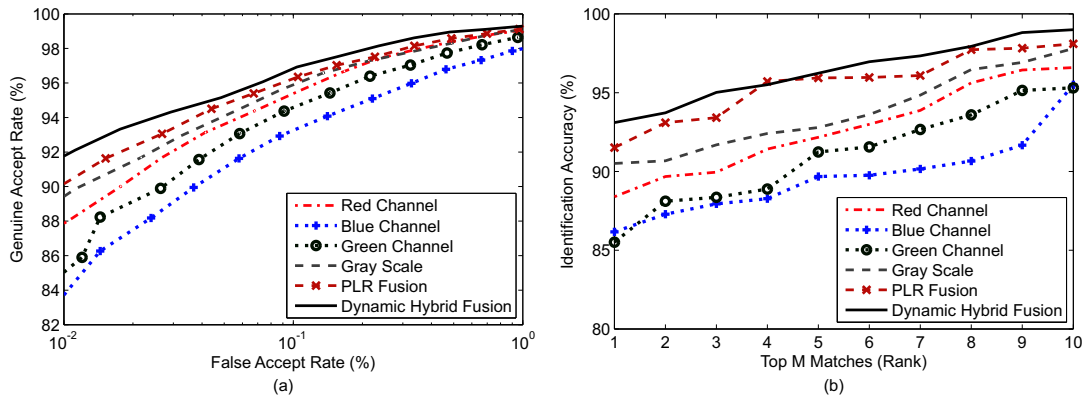 100
98
96
94
92
90
88
86
84
82
Genuine Accept Rate (%)
10^-2
10^-1
10^0
False Accept Rate (%)
Red Channel
Blue Channel
Green Channel
Gray Scale
PLR Fusion
Dynamic Hybrid Fusion
(a)
100
95
90
85
80
Identification Accuracy (%)
1 2 3 4 5 6 7 8 9 10
Top M Matches (Rank)
Red Channel
Blue Channel
Green Channel
Gray Scale
PLR Fusion
Dynamic Hybrid Fusion
(b)